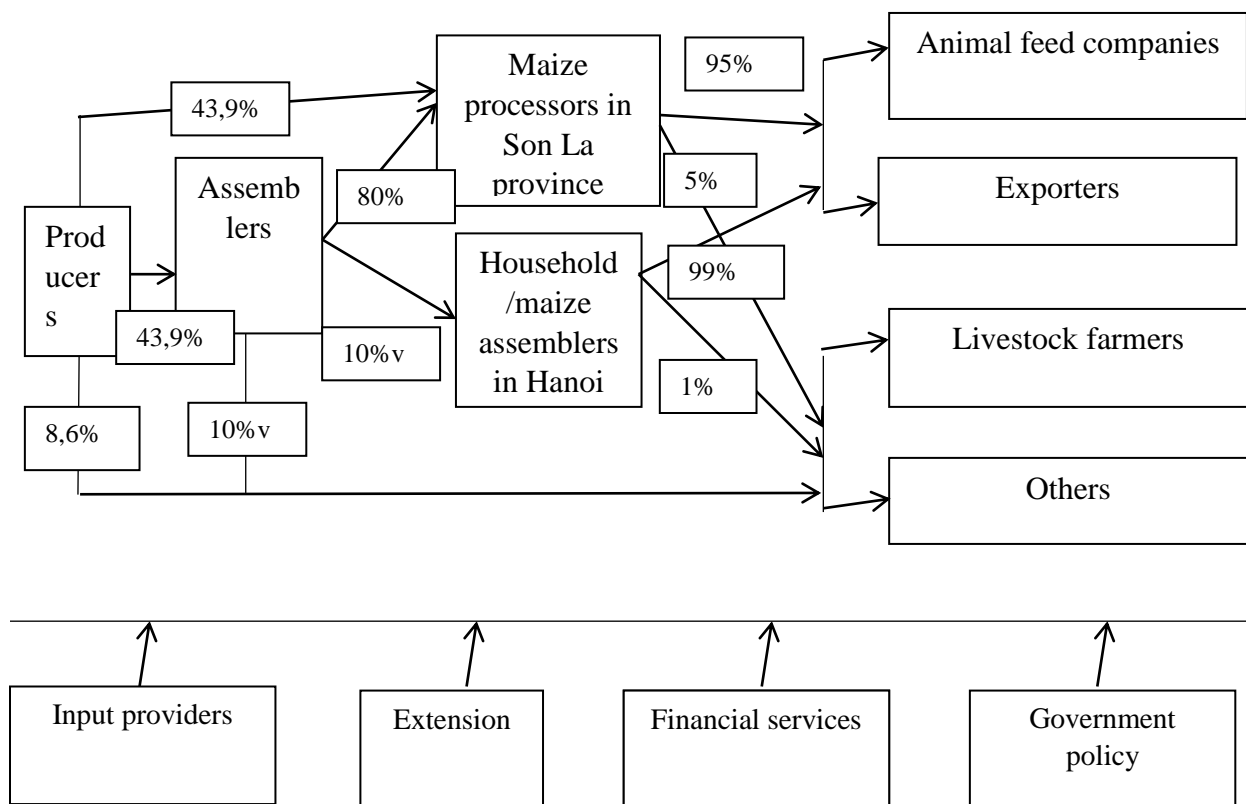 Animal feed companies
Maize
processors in
Son La
province
95%
43,9%
Assemb
lers
80%
5%
Exporters
Prod
ucer
s
Household
/maize
assemblers
in Hanoi
99%
43,9%
10%v
Livestock farmers
1%
8,6%
10%v
Others
Input providers
Extension
Financial services
Government
policy